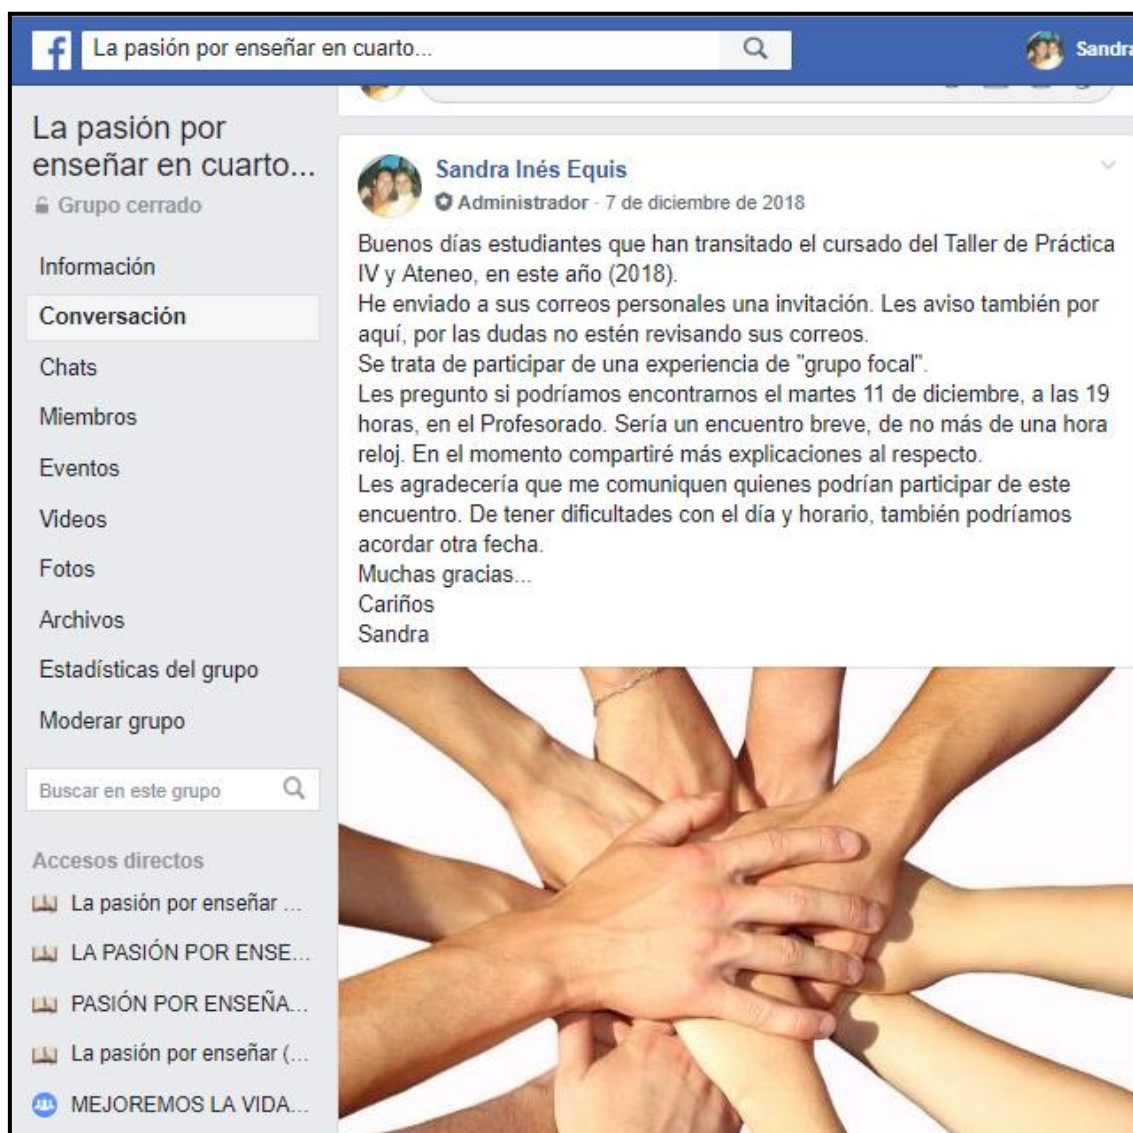 f
La pasión por enseñar en cuarto...
Sandra
La pasión por
enseñar en cuarto...
Grupo cerrado
Información
Conversación
Chats
Miembros
Eventos
Videos
Fotos
Archivos
Estadísticas del grupo
Moderar grupo
Buscar en este grupo
Accesos directos
La pasión por enseñar ...
LA PASIÓN POR ENSE...
PASIÓN POR ENSEÑA...
La pasión por enseñar (...
MEJOREMOS LA VIDA...
Sandra Inés Equis
Administrador · 7 de diciembre de 2018
Buenos días estudiantes que han transitado el cursado del Taller de Práctica
IV y Ateneo, en este año (2018).
He enviado a sus correos personales una invitación. Les aviso también por
aquí, por las dudas no estén revisando sus correos.
Se trata de participar de una experiencia de "grupo focal".
Les pregunto si podríamos encontrarnos el martes 11 de diciembre, a las 19
horas, en el Profesorado. Sería un encuentro breve, de no más de una hora
reloj. En el momento compartiré más explicaciones al respecto.
Les agradecería que me comuniquen quienes podrían participar de este
encuentro. De tener dificultades con el día y horario, también podríamos
acordar otra fecha.
Muchas gracias...
Cariños
Sandra